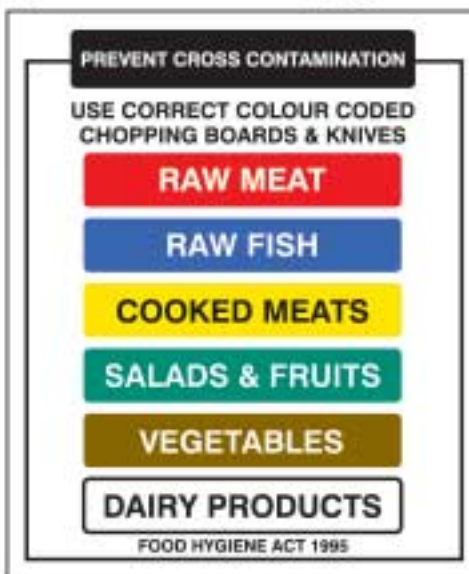 PREVENT CROSS CONTAMINATION
USE CORRECT COLOUR CODED
CHOPPING BOARDS & KNIVES
RAW MEAT
RAW FISH
COOKED MEATS
SALADS & FRUITS
VEGETABLES
DAIRY PRODUCTS
FOOD HYGIENE ACT 1995